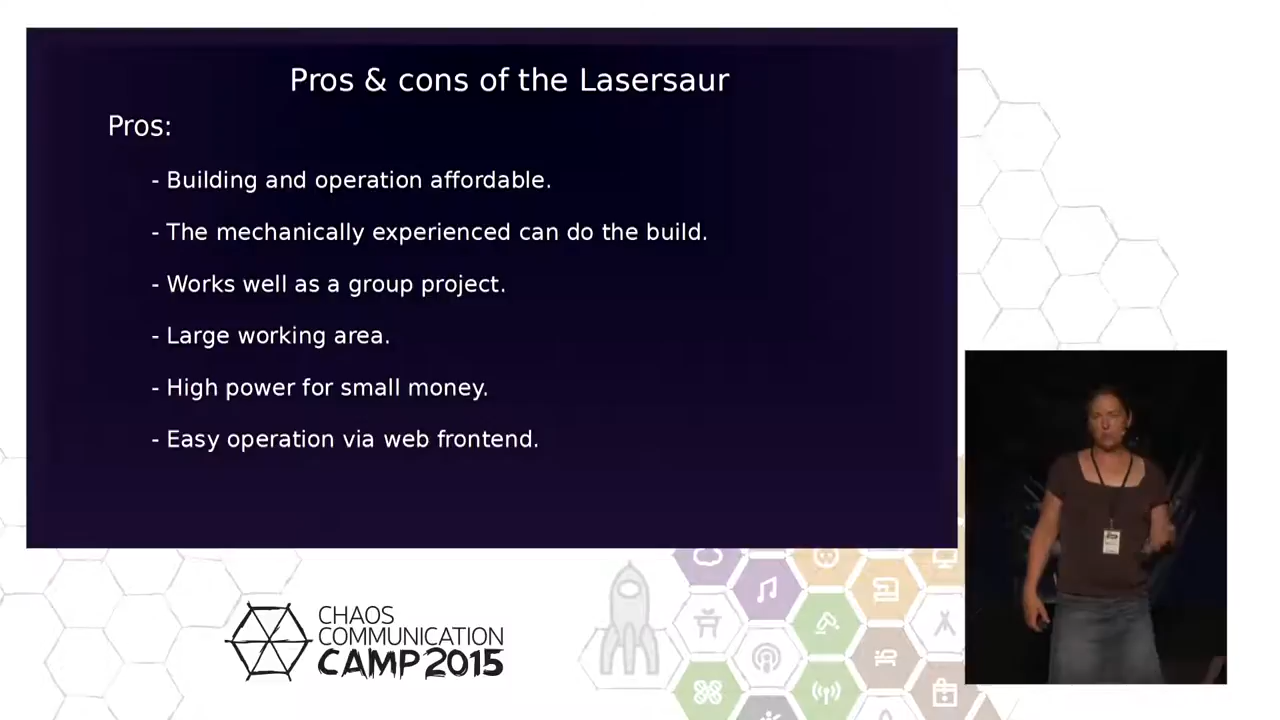 Pros & cons of the Lasersaur
Pros:
- Building and operation affordable.
- The mechanically experienced can do the build.
- Works well as a group project.
- Large working area.
- High power for small money.
- Easy operation via web frontend.
CHAOS
COMMUNICATION
CAMP 2015